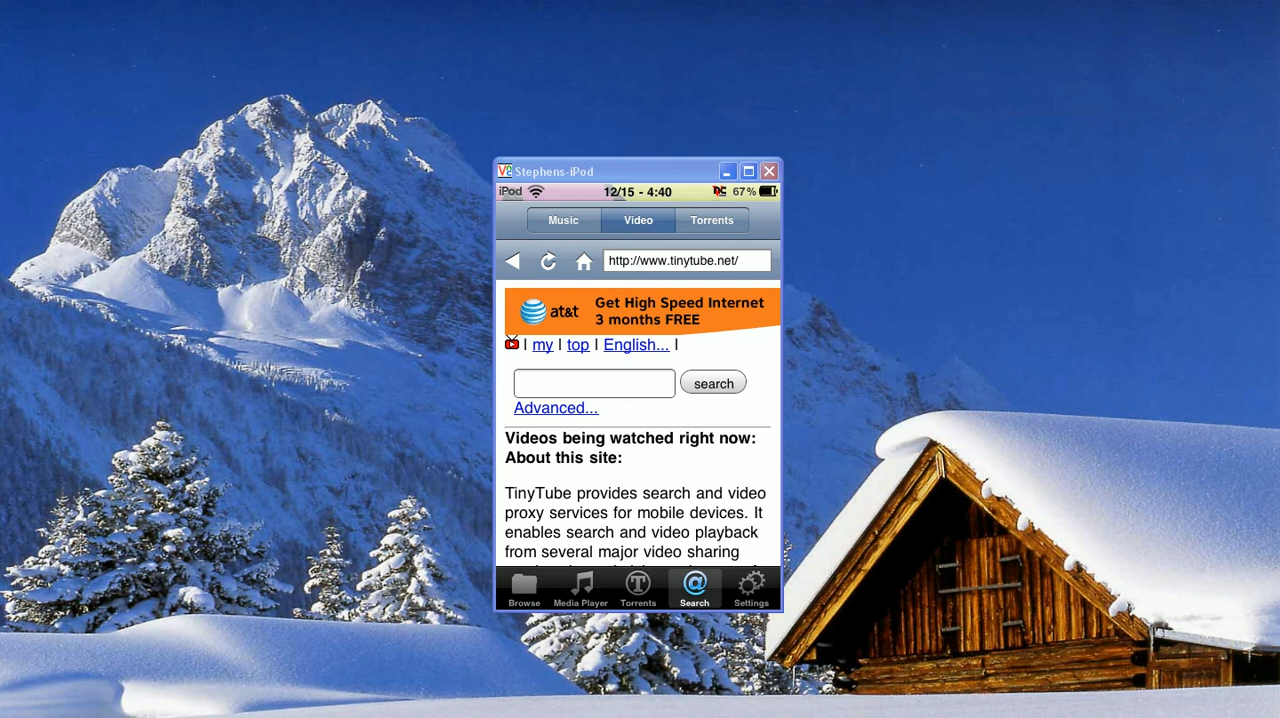 Stephens-iPod
iPod 12/15 - 4:40 67%
Music Video Torrents
http://www.tinytube.net/
at&t Get High Speed Internet
3 months FREE
| my | top | English... |
search
Advanced...
Videos being watched right now:
About this site:
TinyTube provides search and video
proxy services for mobile devices. It
enables search and video playback
from several major video sharing
Browse Media Player Torrents Search Settings